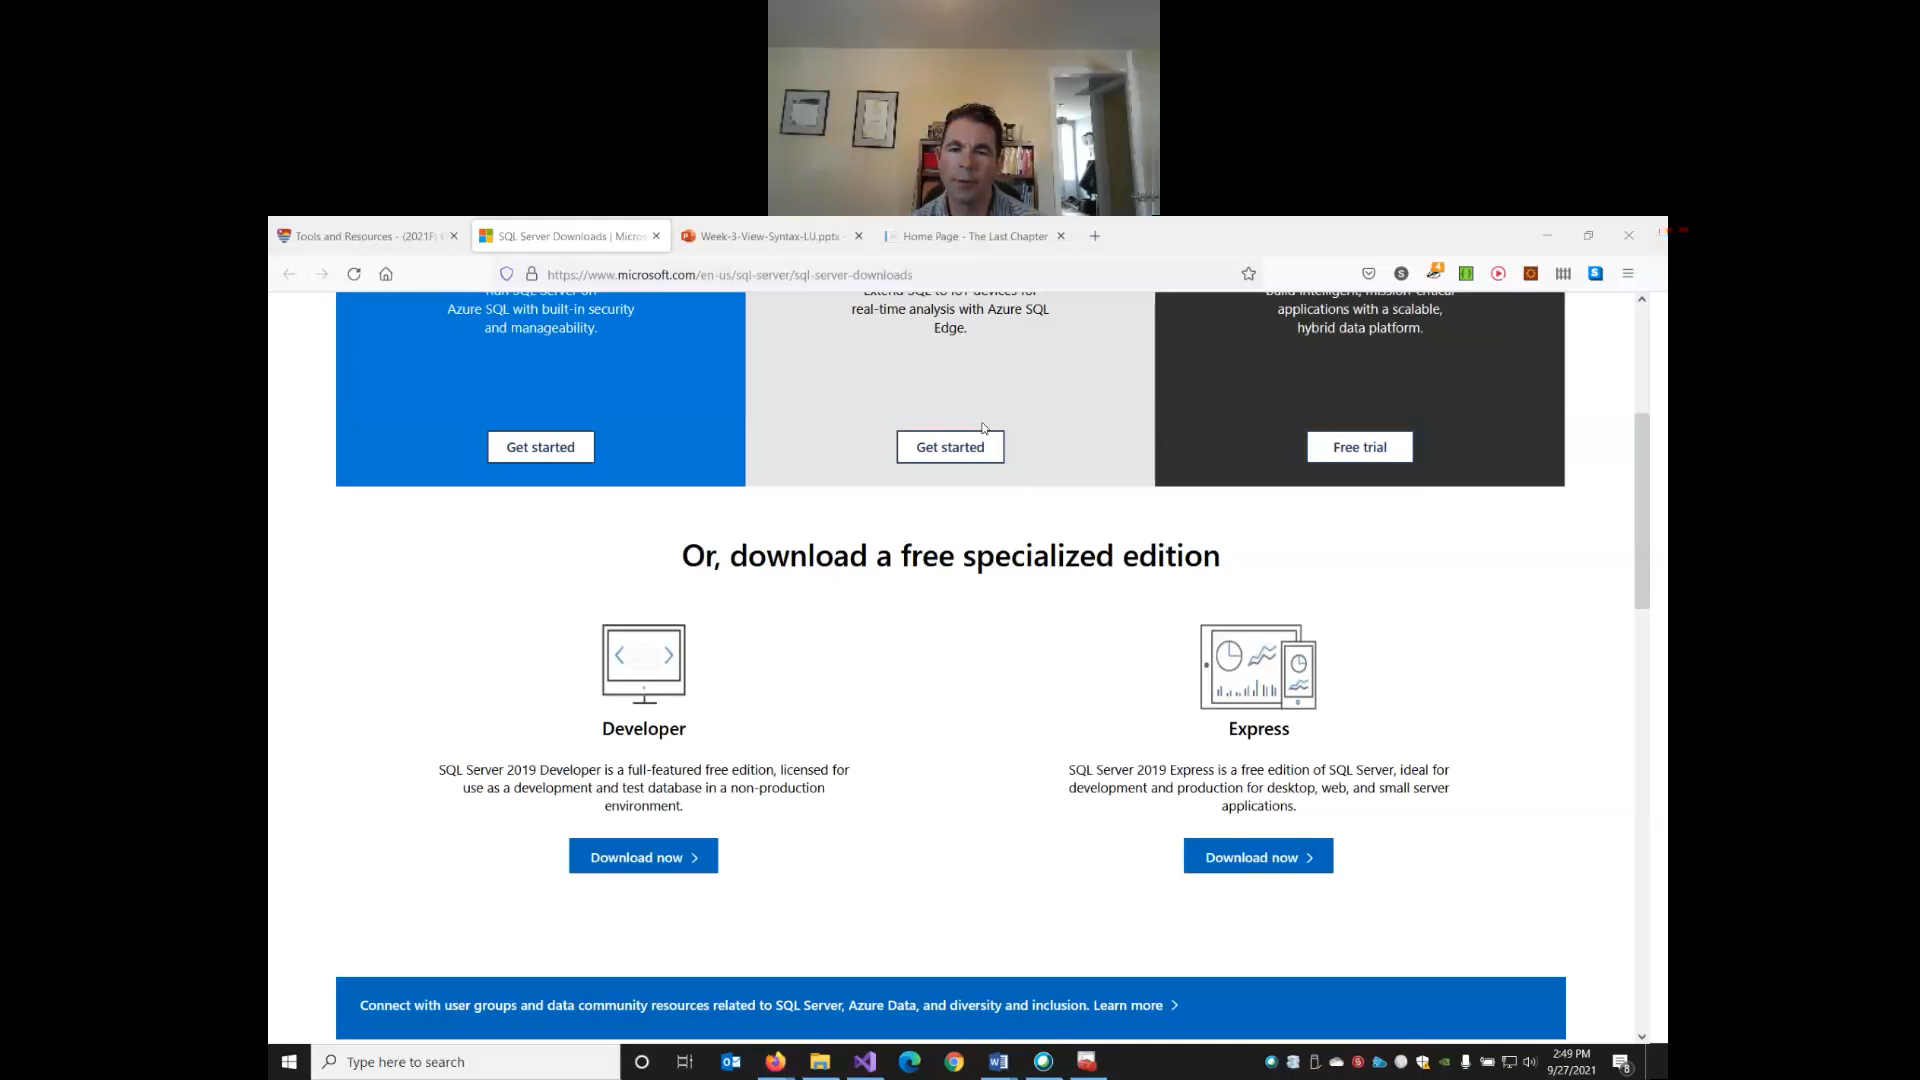 Tools and Resources - (2021F)
SQL Server Downloads | Micro
Week-3-View-Syntax-LU.pptx
Home Page - The Last Chapter
https://www.microsoft.com/en-us/sql-server/sql-server-downloads
Azure SQL with built-in security
and manageability.
real-time analysis with Azure SQL
Edge.
applications with a scalable,
hybrid data platform.
Get started
Get started
Free trial
Or, download a free specialized edition
Developer
SQL Server 2019 Developer is a full-featured free edition, licensed for
use as a development and test database in a non-production
environment.
Download now
Express
SQL Server 2019 Express is a free edition of SQL Server, ideal for
development and production for desktop, web, and small server
applications.
Download now
Connect with user groups and data community resources related to SQL Server, Azure Data, and diversity and inclusion. Learn more
Type here to search
2:49 PM
9/27/2021
8